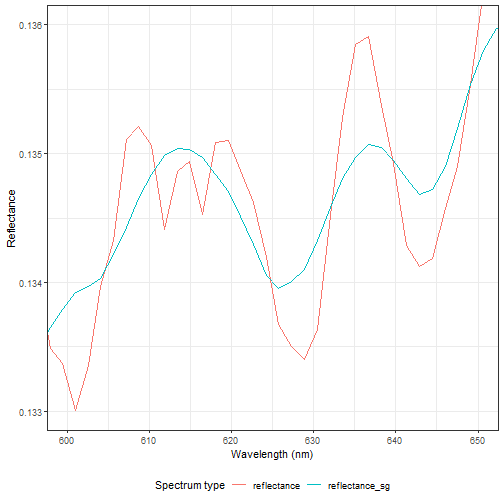 0.136
0.135
0.134
0.133
Reflectance
600 610 620 630 640 650
Wavelength (nm)
Spectrum type reflectance reflectance_sg